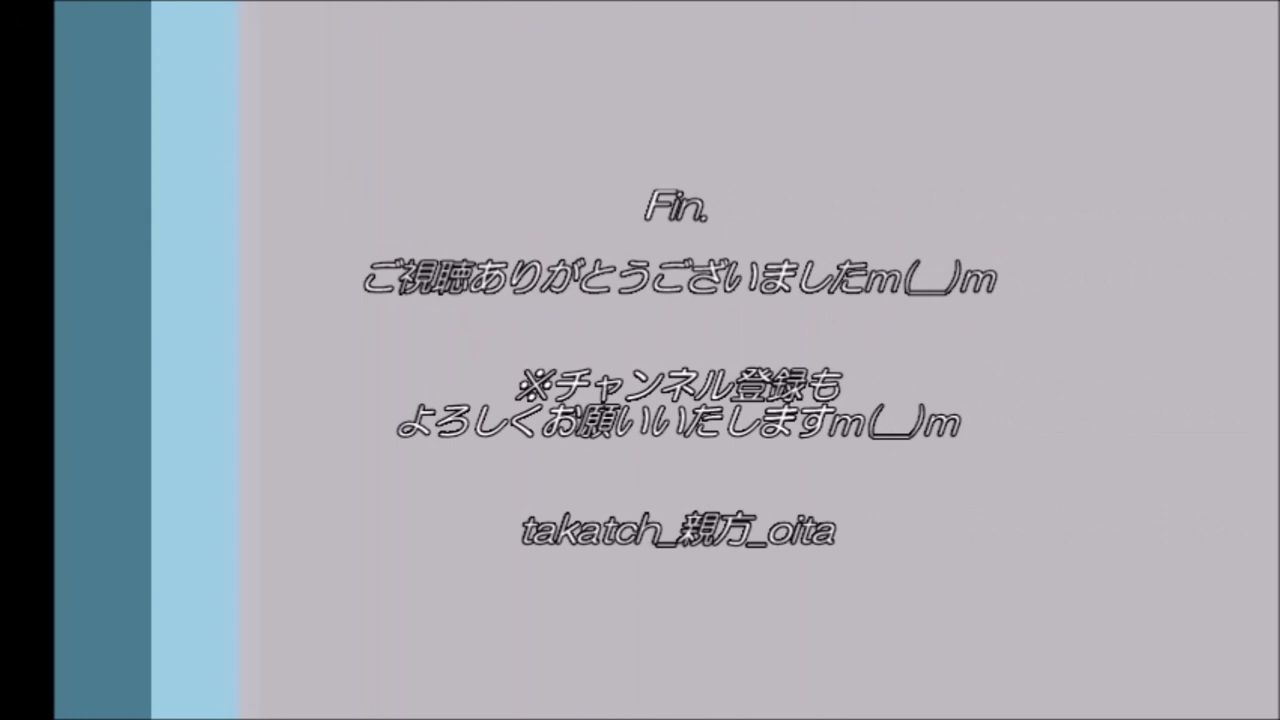 Fin.
ご視聴ありがとうございましたm(__)m
※チャンネル登録も
よろしくお願いいたしますm(__)m
takatch_親方_oita